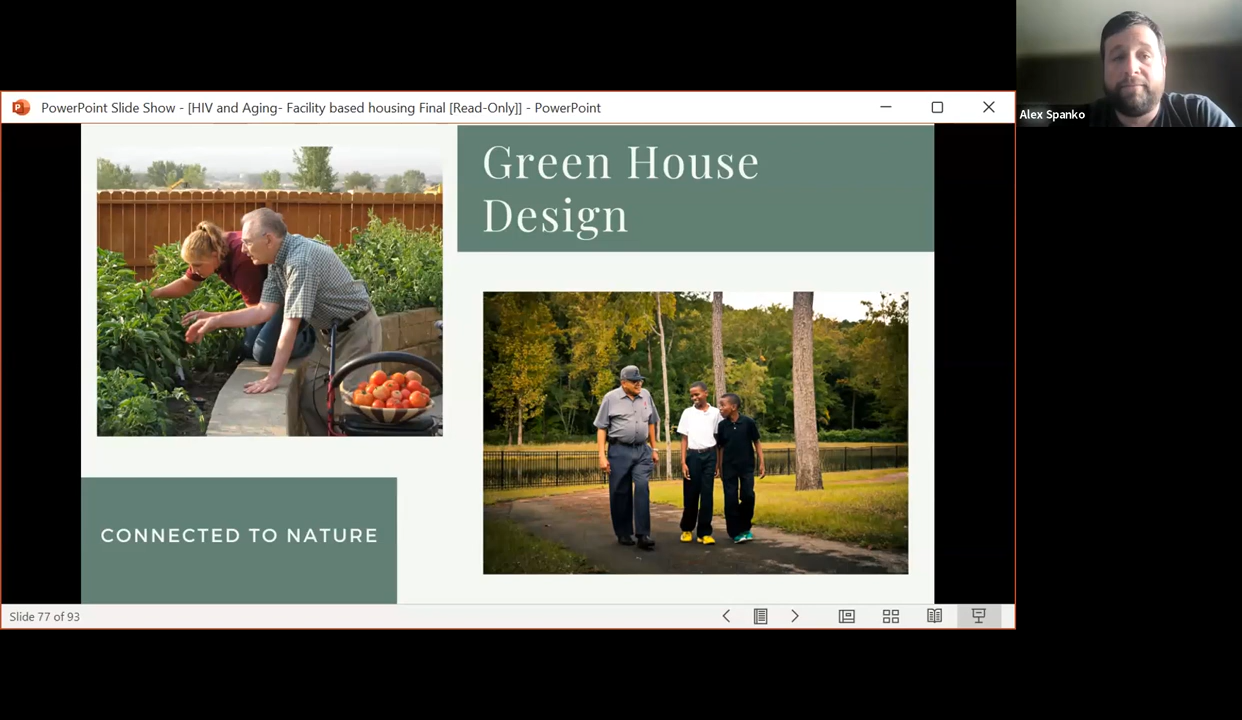 PowerPoint Slide Show - [HIV and Aging- Facility based housing Final [Read-Only]] - PowerPoint
Alex Spanko
Green House
Design
CONNECTED TO NATURE
Slide 77 of 93